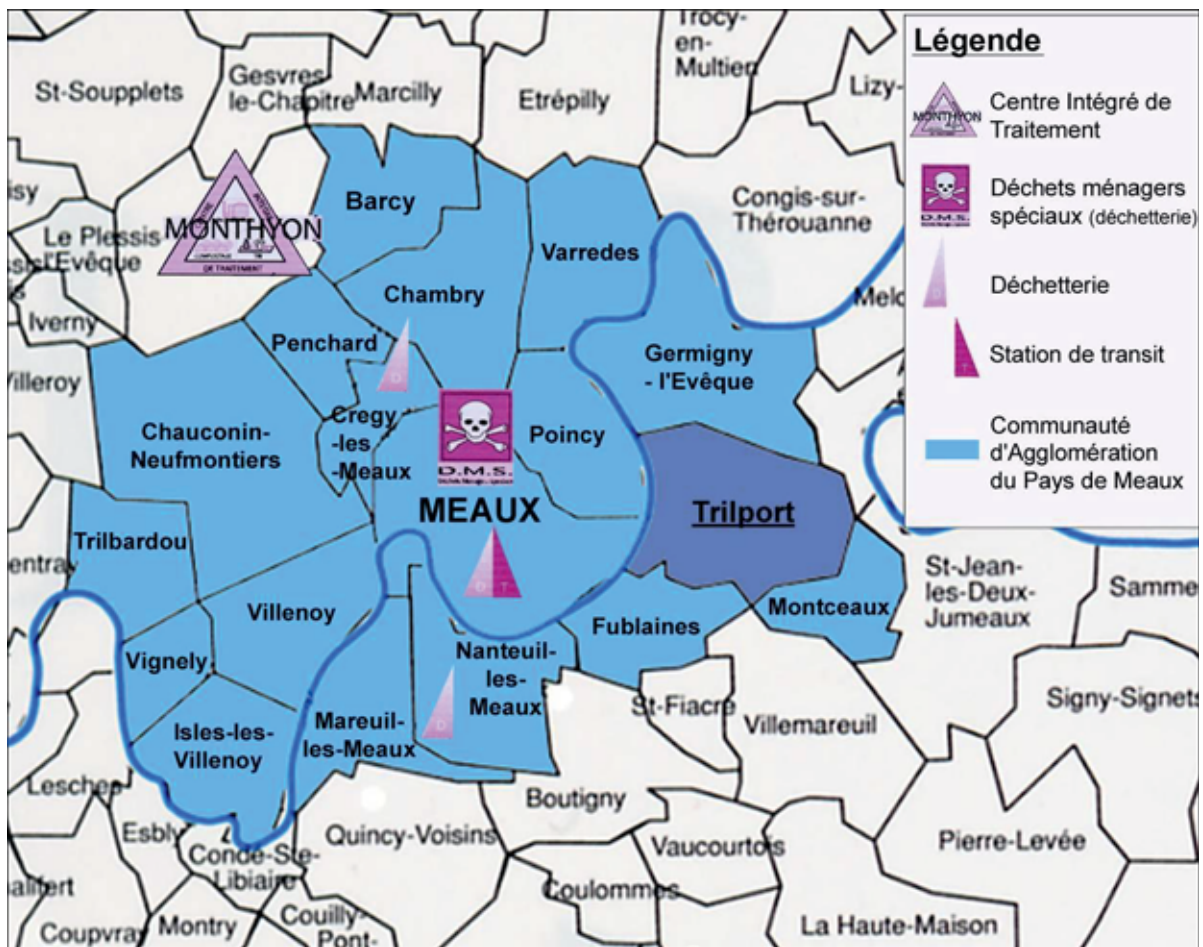 Trocy-
en-
Multien
Légende
Gesvres
le-Chapitre
Marcilly
St-Soupplets
Etrépilly
Lizy-
MONTHYON
Centre Intégré de
Traitement
Déchets ménagers
spéciaux (déchetterie)
D.M.S.
Barcy
Congis-sur-
Thérouanne
MONTHYON
DE TRAITEMENT
Le Plessis
l'Evêque
Varredes
Déchetterie
D
Chambry
Iverny
Penchard
D
Germigny
- l'Evêque
Station de transit
T
Villeroy
Chauconin-
Neufmontiers
Cregy
-les
-Meaux
Poincy
D.M.S.
Communauté
d'Agglomération
du Pays de Meaux
MEAUX
Trilport
Trilbardou
D
T
St-Jean
les-Deux-
Jumeaux
Villenoy
Montceaux
Fublaines
Vignely
Nanteuil-
les-
Meaux
D
St-Fiacre
Signy-Signets
Isles-les-
Villenoy
Mareuil-
les-Meaux
Villemareuil
Lesches
Boutigny
Esbly
Quincy-Voisins
Vaucourtois
Pierre-Levée
Condé-Ste-
Libiaire
Coulommes
Coupvray
Montry
Couilly-
Pont-
La Haute-Maison